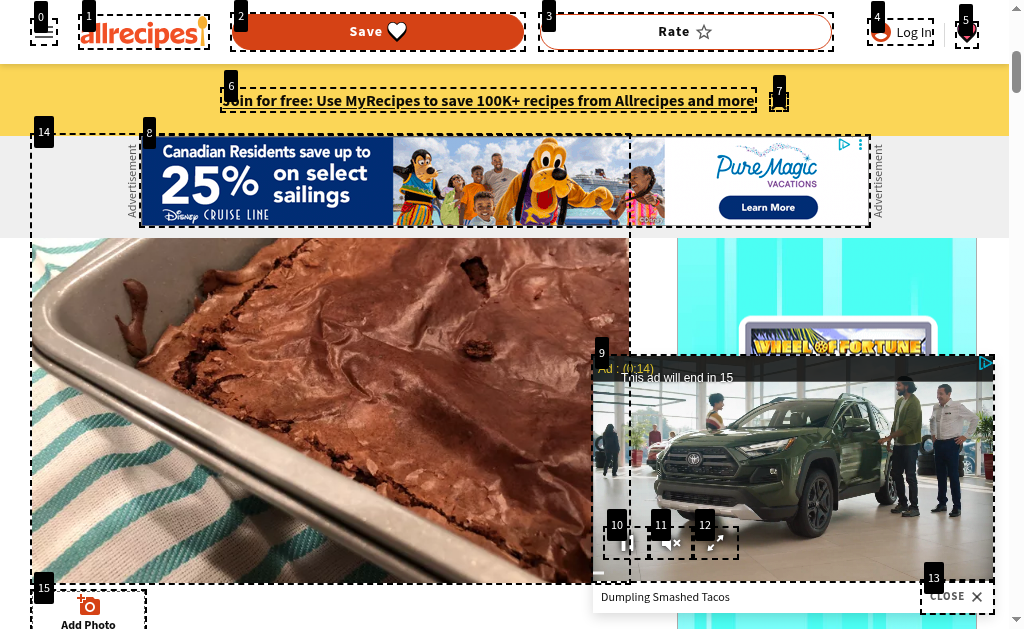 0
1
2
3
4
5
allrecipes
Save
Rate
Log In
6
7
Join for free: Use MyRecipes to save 100K+ recipes from Allrecipes and more
14
8
Advertisement
Canadian Residents save up to
25% on select
sailings
Disney CRUISE LINE
©Disney
PureMagic
VACATIONS
Learn More
Advertisement
WHEEL OF FORTUNE
9
Ad : (0:14)
This ad will end in 15
10
11
12
13
Dumpling Smashed Tacos
CLOSE
15
Add Photo